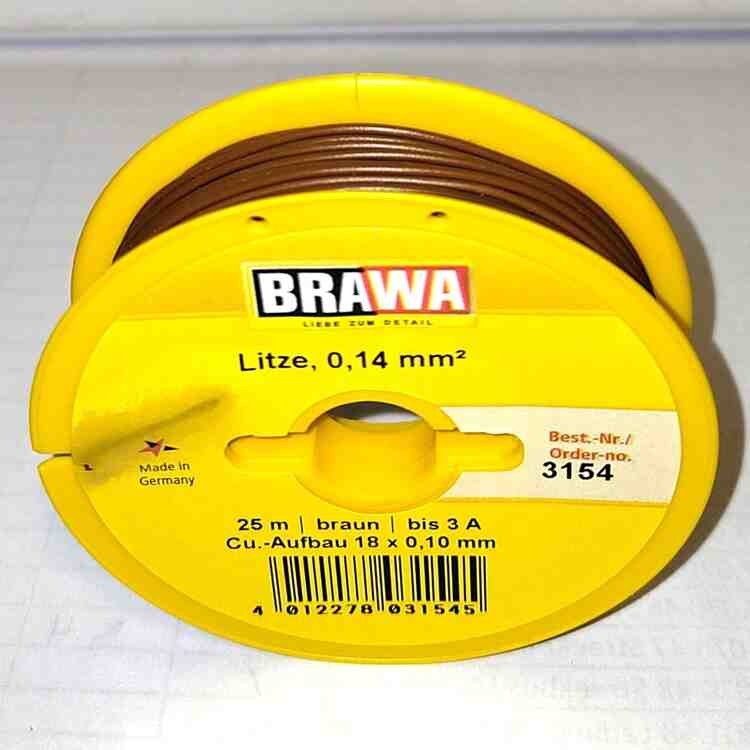 BRAWA
LIEBE ZUM DETAIL
Litze, 0,14 mm²
Best.-Nr./
Order-no.
3154
Made in
Germany
25 m | braun | bis 3 A
Cu.-Aufbau 18 x 0,10 mm
4 012278 031545